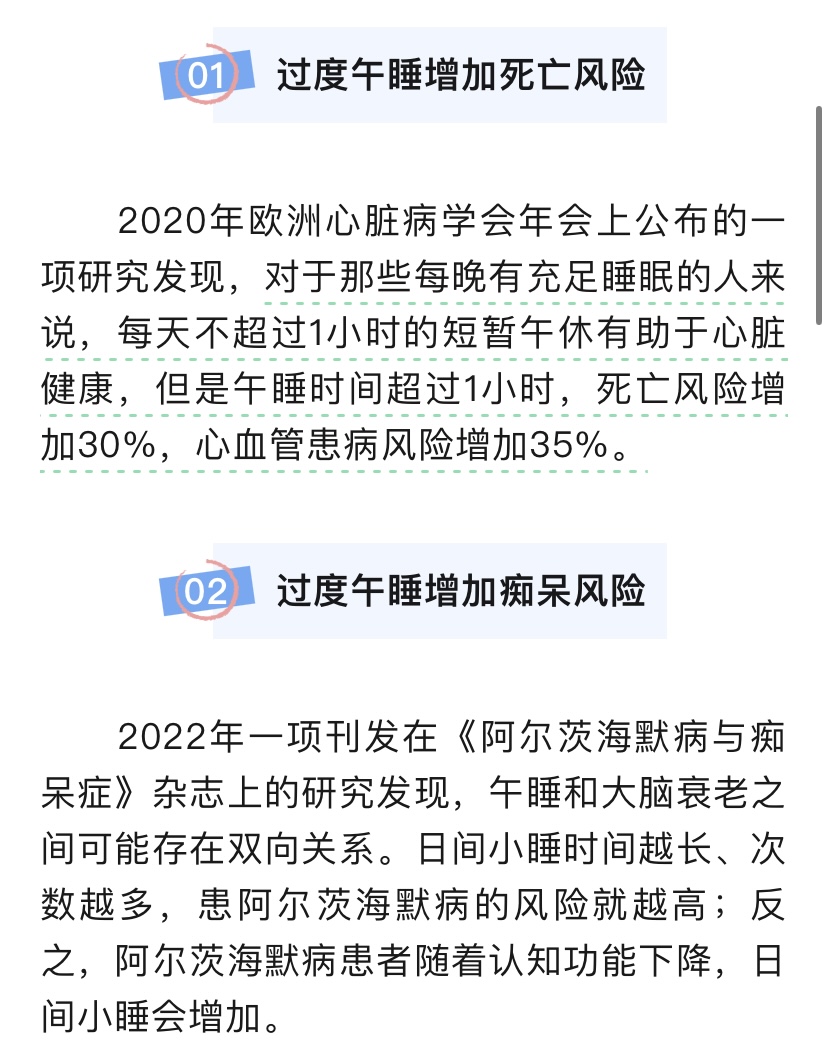 01 过度午睡增加死亡风险
2020年欧洲心脏病学会年会上公布的一
项研究发现，对于那些每晚有充足睡眠的人来
说，每天不超过1小时的短暂午休有助于心脏
健康，但是午睡时间超过1小时，死亡风险增
加30%，心血管患病风险增加35%。
02 过度午睡增加痴呆风险
2022年一项刊发在《阿尔茨海默病与痴
呆症》杂志上的研究发现，午睡和大脑衰老之
间可能存在双向关系。日间小睡时间越长、次
数越多，患阿尔茨海默病的风险就越高；反
之，阿尔茨海默病患者随着认知功能下降，日
间小睡会增加。